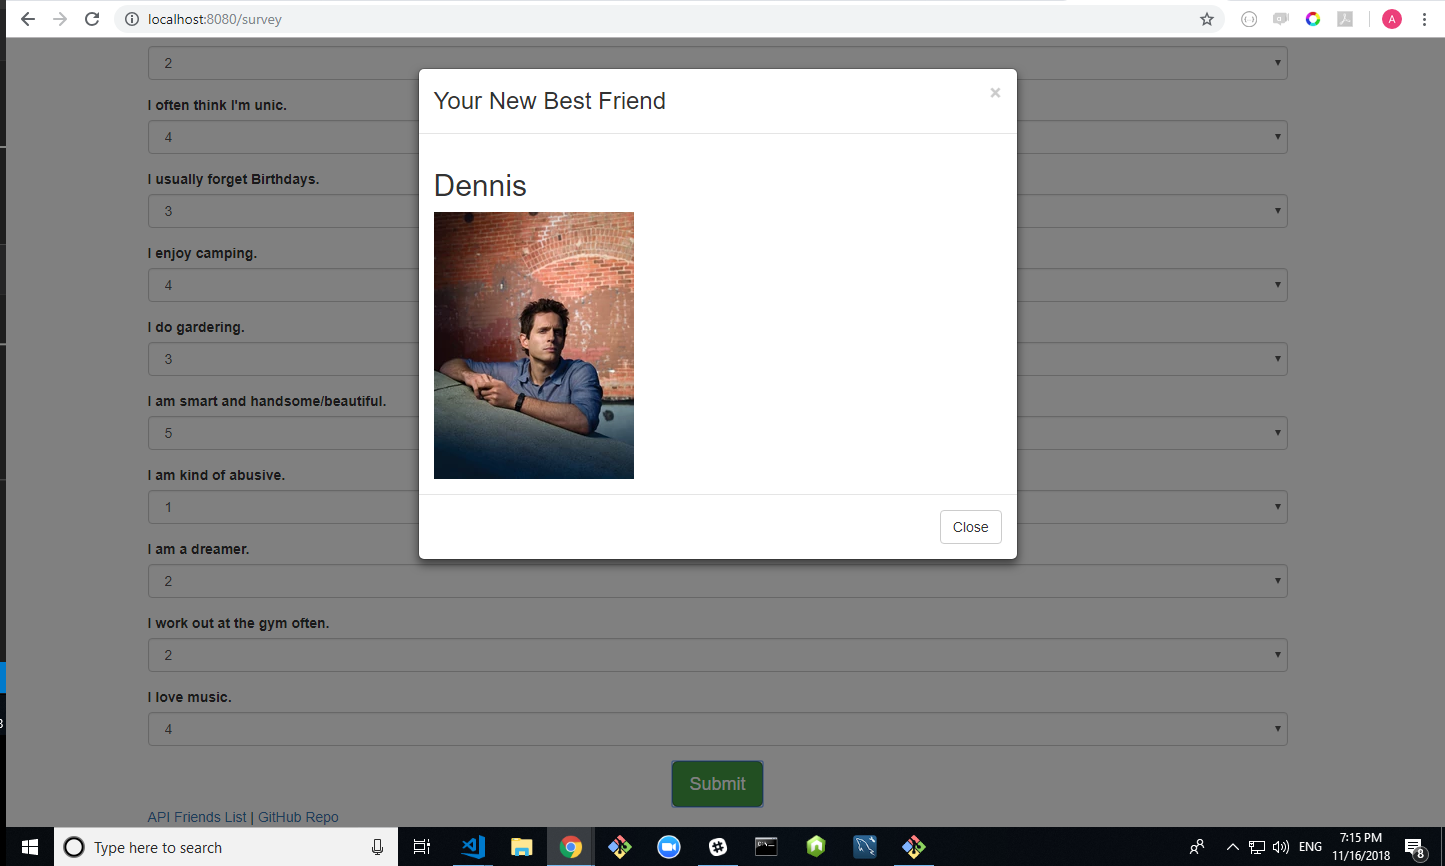 localhost:8080/survey
A
2
I often think I'm unic.
4
I usually forget Birthdays.
3
I enjoy camping.
4
I do gardering.
3
I am smart and handsome/beautiful.
5
I am kind of abusive.
1
I am a dreamer.
2
I work out at the gym often.
2
I love music.
4
Submit
API Friends List | GitHub Repo
Your New Best Friend
×
Dennis
Close
3
Type here to search
ENG
7:15 PM
11/16/2018
8